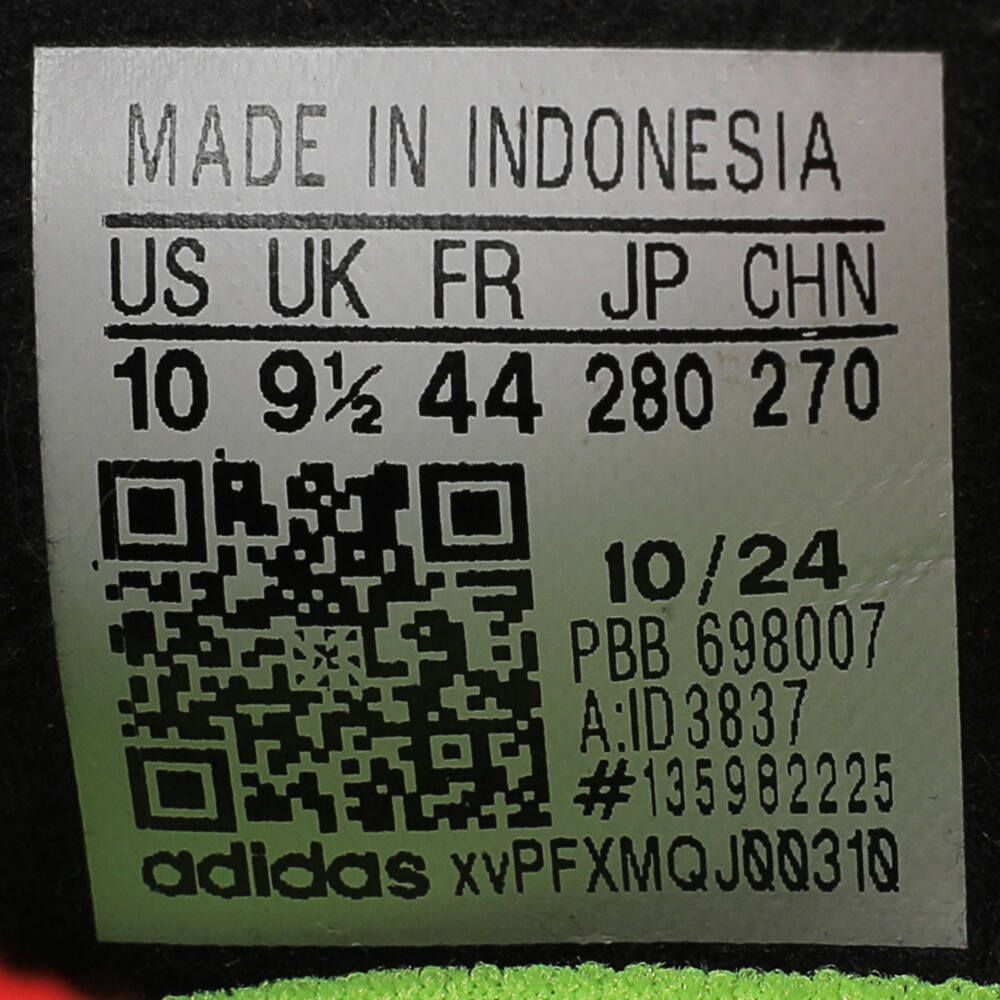 MADE IN INDONESIA
US UK FR JP CHN
10 9½ 44 280 270
10/24
PBB 698007
A:ID3837
#135982225
adidas XVPFXMQJ00310